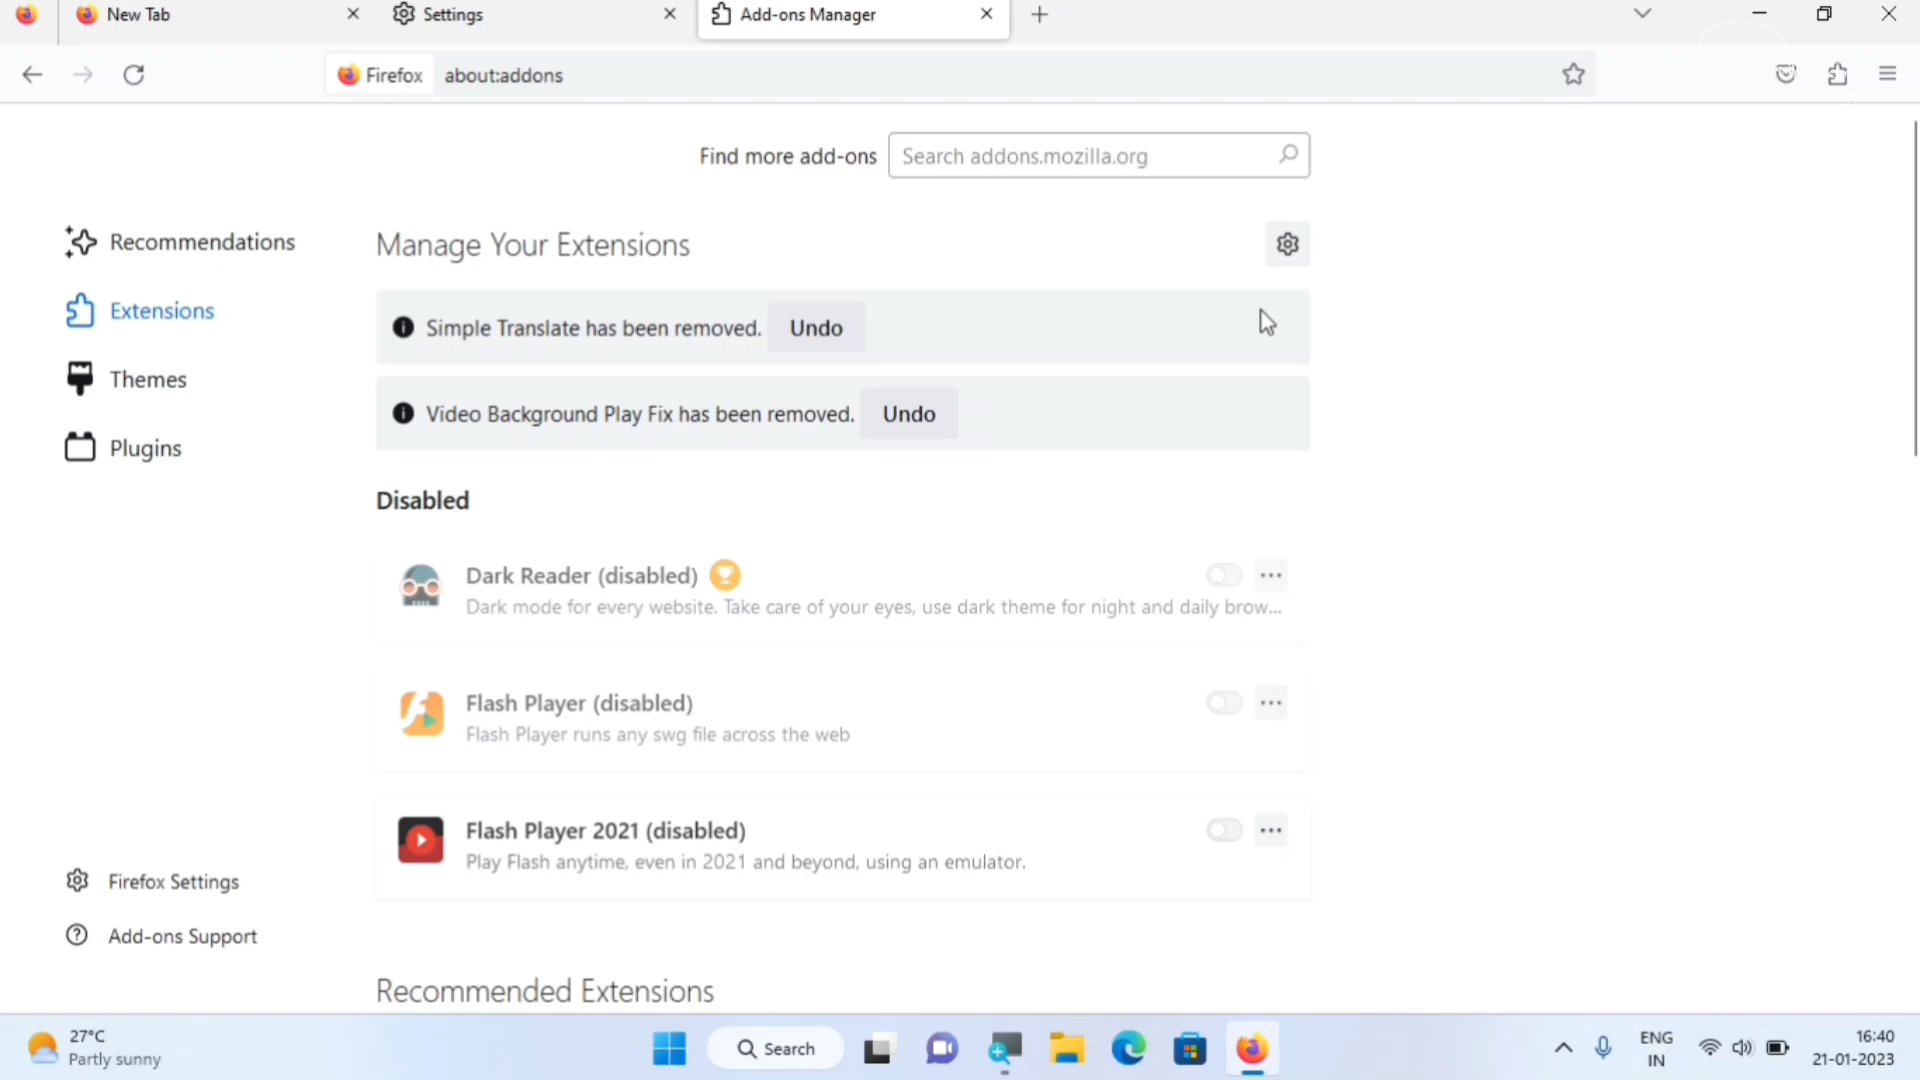 New Tab
Settings
Add-ons Manager
Firefox
about:addons
Find more add-ons
Search addons.mozilla.org
Recommendations
Extensions
Themes
Plugins
Manage Your Extensions
Simple Translate has been removed.
Undo
Video Background Play Fix has been removed.
Undo
Disabled
Dark Reader (disabled)
Dark mode for every website. Take care of your eyes, use dark theme for night and daily brow...
Flash Player (disabled)
Flash Player runs any swg file across the web
Flash Player 2021 (disabled)
Play Flash anytime, even in 2021 and beyond, using an emulator.
Firefox Settings
Add-ons Support
Recommended Extensions
27°C
Partly sunny
Search
ENG
IN
16:40
21-01-2023